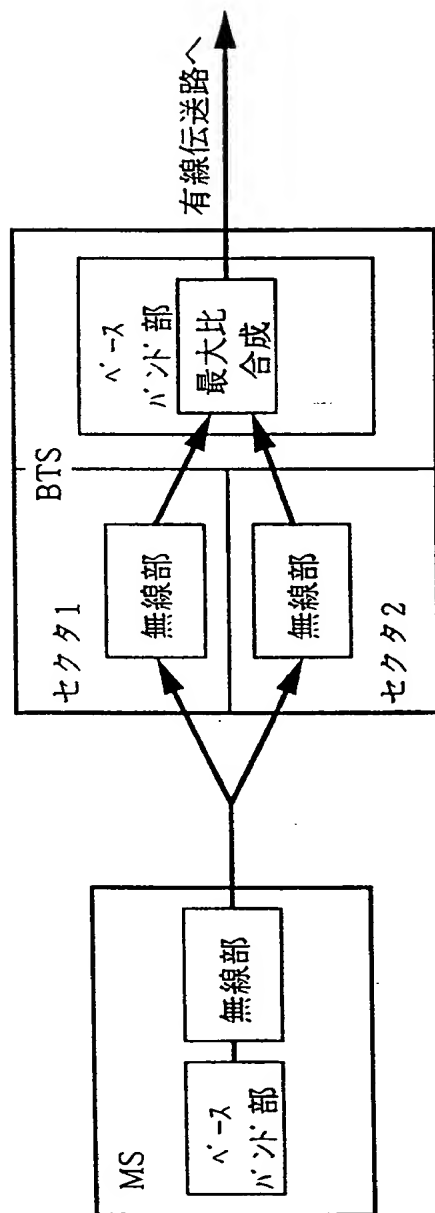 MS
ベース
バンド部
無線部
BTS
セクタ1
無線部
セクタ2
無線部
ベース
バンド部
最大比
合成
有線伝送路へ